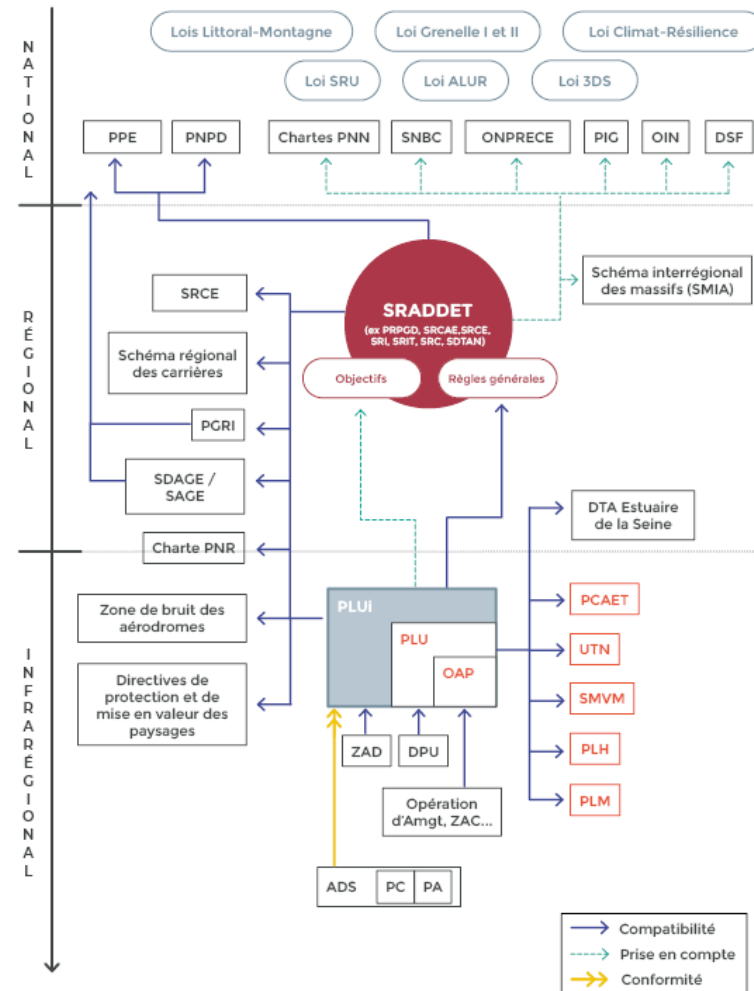 NATIONAL
Lois Littoral-Montagne
Loi Grenelle I et II
Loi Climat-Résilience
Loi SRU
Loi ALUR
Loi 3DS
PPE
PNPD
Chartes PNN
SNBC
ONPRECE
PIG
OIN
DSF
RÉGIONAL
SRCE
Schéma régional
des carrières
PGRI
SDAGE /
SAGE
Charte PNR
SRADDET
(ex PRPGD, SRCAE,SRCE,
SRI, SRIT, SRC, SDTAN)
Objectifs
Règles générales
Schéma interrégional
des massifs (SMIA)
DTA Estuaire
de la Seine
INFRARÉGIONAL
Zone de bruit des
aérodromes
Directives de
protection et de
mise en valeur des
paysages
PLUi
PLU
OAP
PCAET
UTN
SMVM
PLH
PLM
ZAD
DPU
Opération
d'Amgt, ZAC...
ADS
PC
PA
Compatibilité
Prise en compte
Conformité